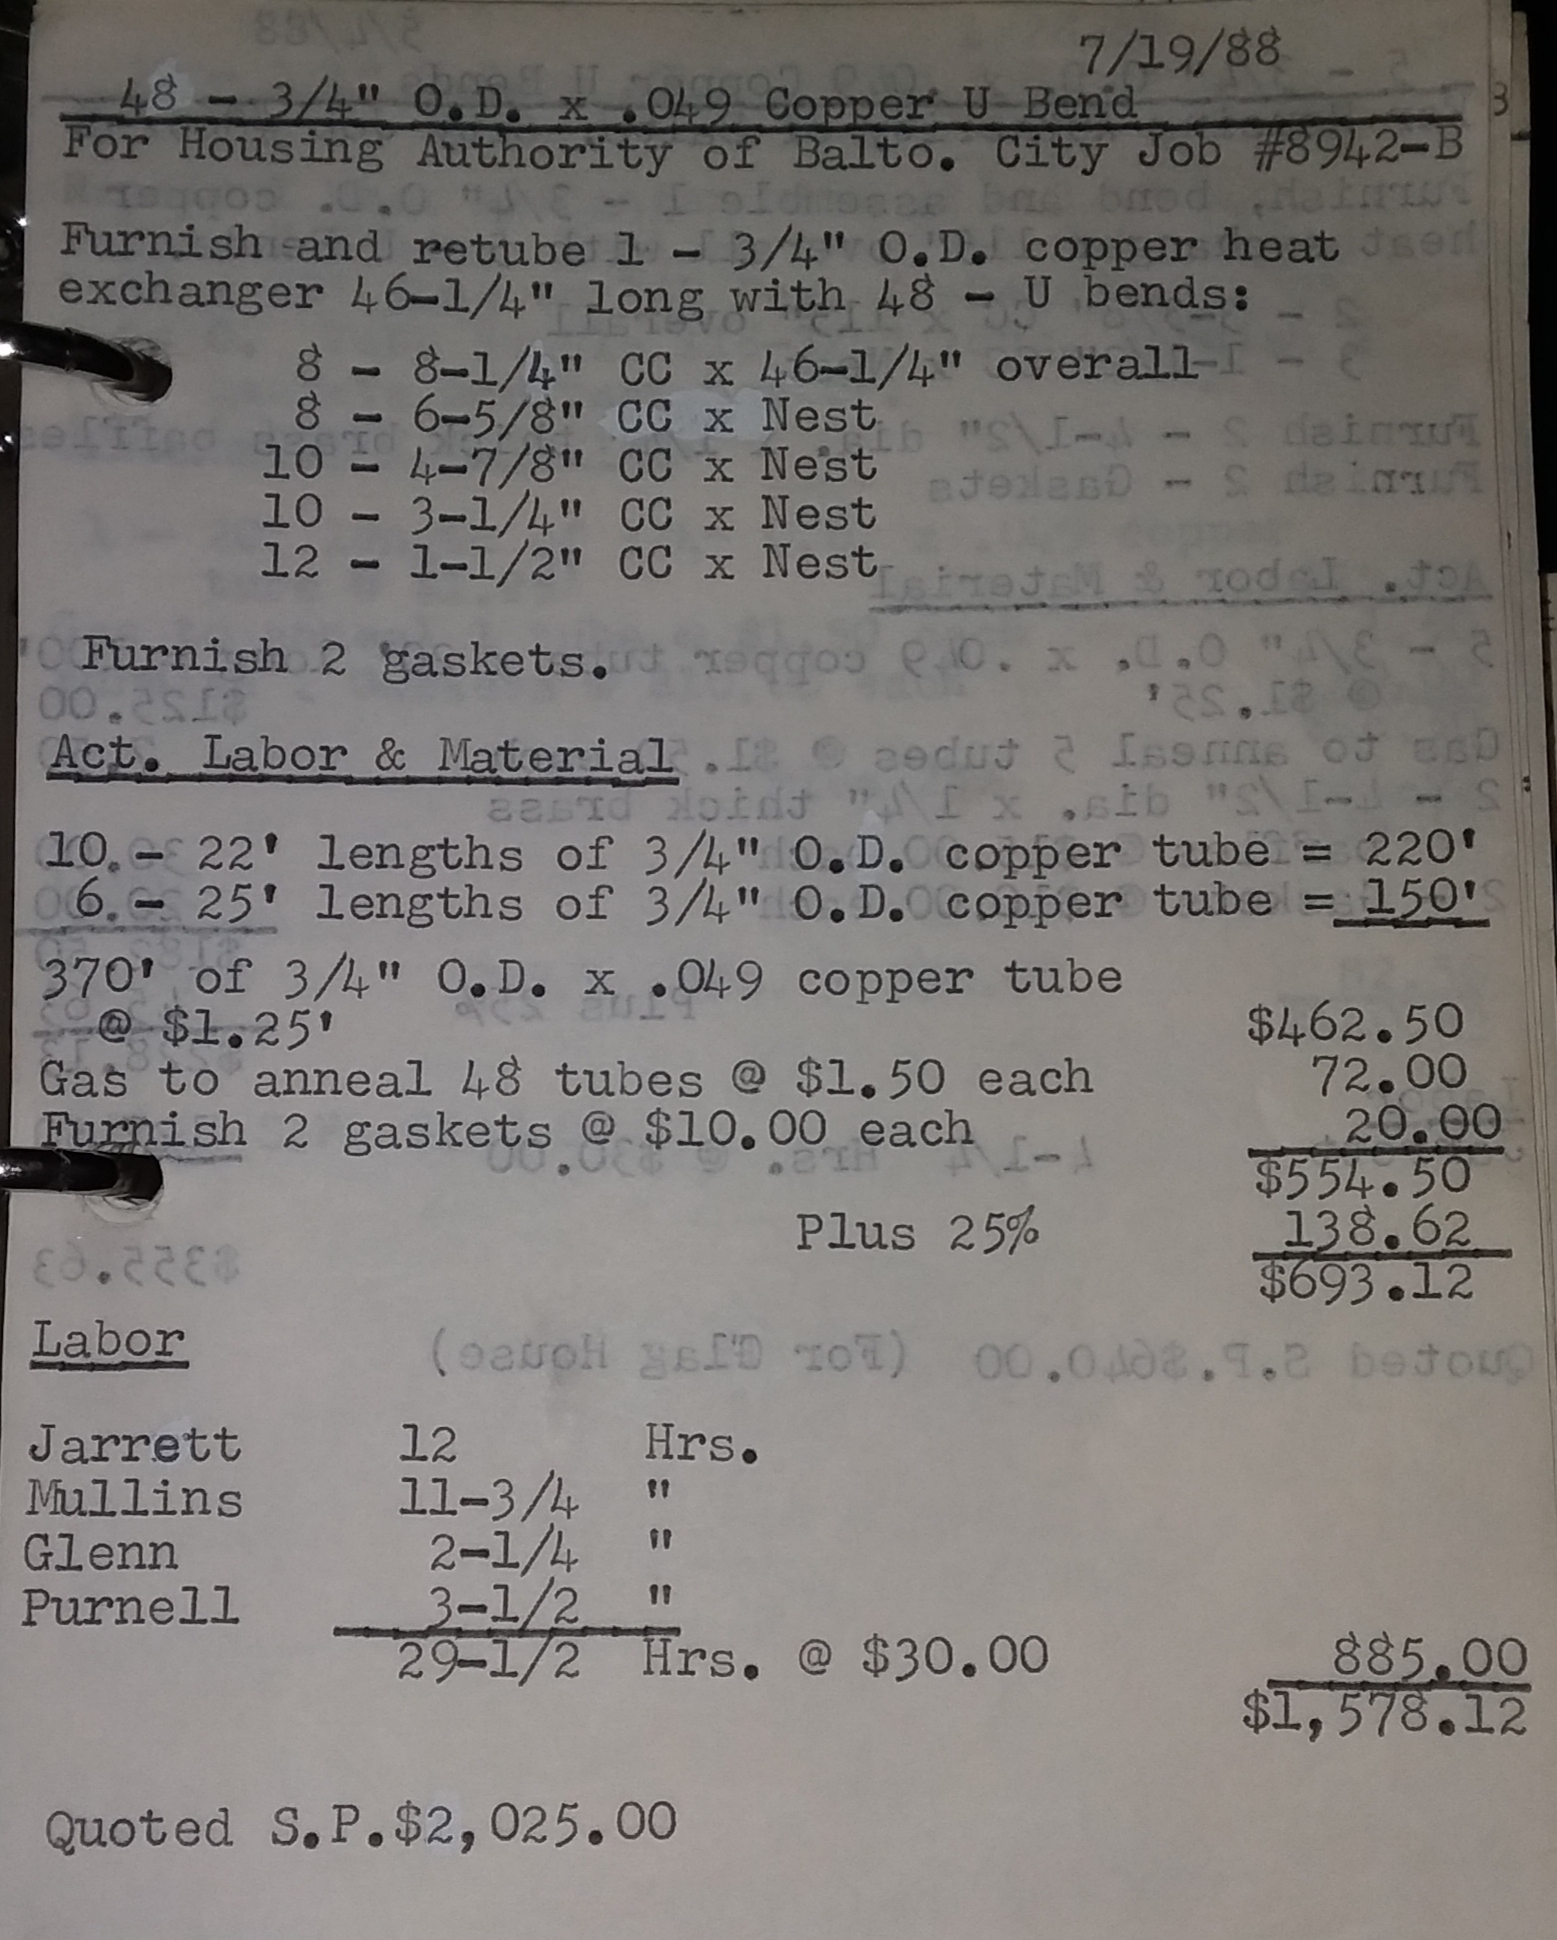 7/19/88
48 - 3/4" O.D. x .049 Copper U Bend
For Housing Authority of Balto. City Job #8942-B
Furnish and retube 1 - 3/4" O.D. copper heat
exchanger 46-1/4" long with 48 - U bends:
8 - 8-1/4" CC x 46-1/4" overall
8 - 6-5/8" CC x Nest
10 - 4-7/8" CC x Nest
10 - 3-1/4" CC x Nest
12 - 1-1/2" CC x Nest
Furnish 2 gaskets.
Act. Labor & Material
10 - 22' lengths of 3/4" O.D. copper tube = 220'
6 - 25' lengths of 3/4" O.D. copper tube = 150'
370' of 3/4" O.D. x .049 copper tube
@ $1.25' $462.50
Gas to anneal 48 tubes @ $1.50 each 72.00
Furnish 2 gaskets @ $10.00 each 20.00
$554.50
Plus 25% 138.62
$693.12
Labor
Jarrett 12 Hrs.
Mullins 11-3/4 "
Glenn 2-1/4 "
Purnell 3-1/2 "
29-1/2 Hrs. @ $30.00 885.00
$1,578.12
Quoted S.P.$2,025.00